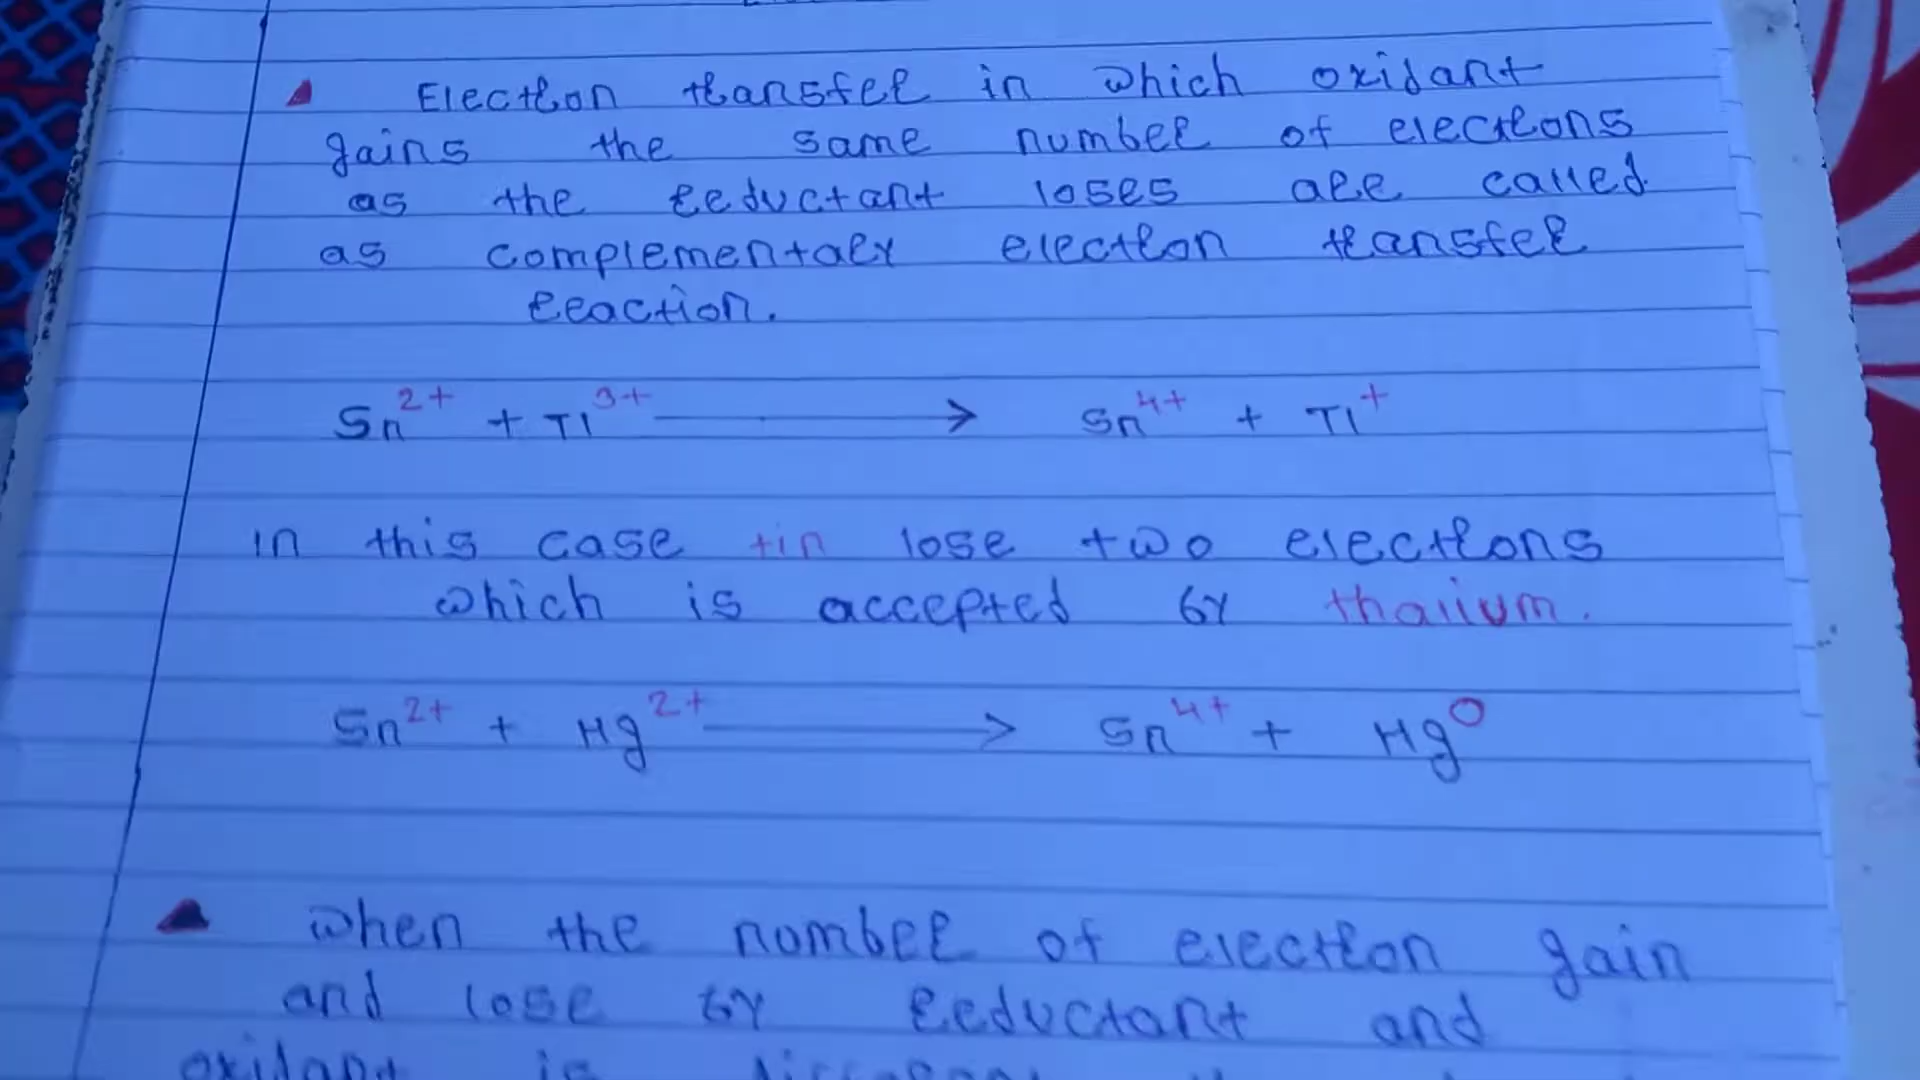 Electron transfer in which oxidant
gains the same number of electrons
as the reductant loses are called
as complementary electron transfer
reaction.
Sn²⁺ + Tl³⁺ ⟶ Sn⁴⁺ + Tl⁺
in this case tin lose two electrons
which is accepted by thalium.
Sn²⁺ + Hg²⁺ ⟶ Sn⁴⁺ + Hg⁰
When the number of electron gain
and lose by reductant and
oxidant is